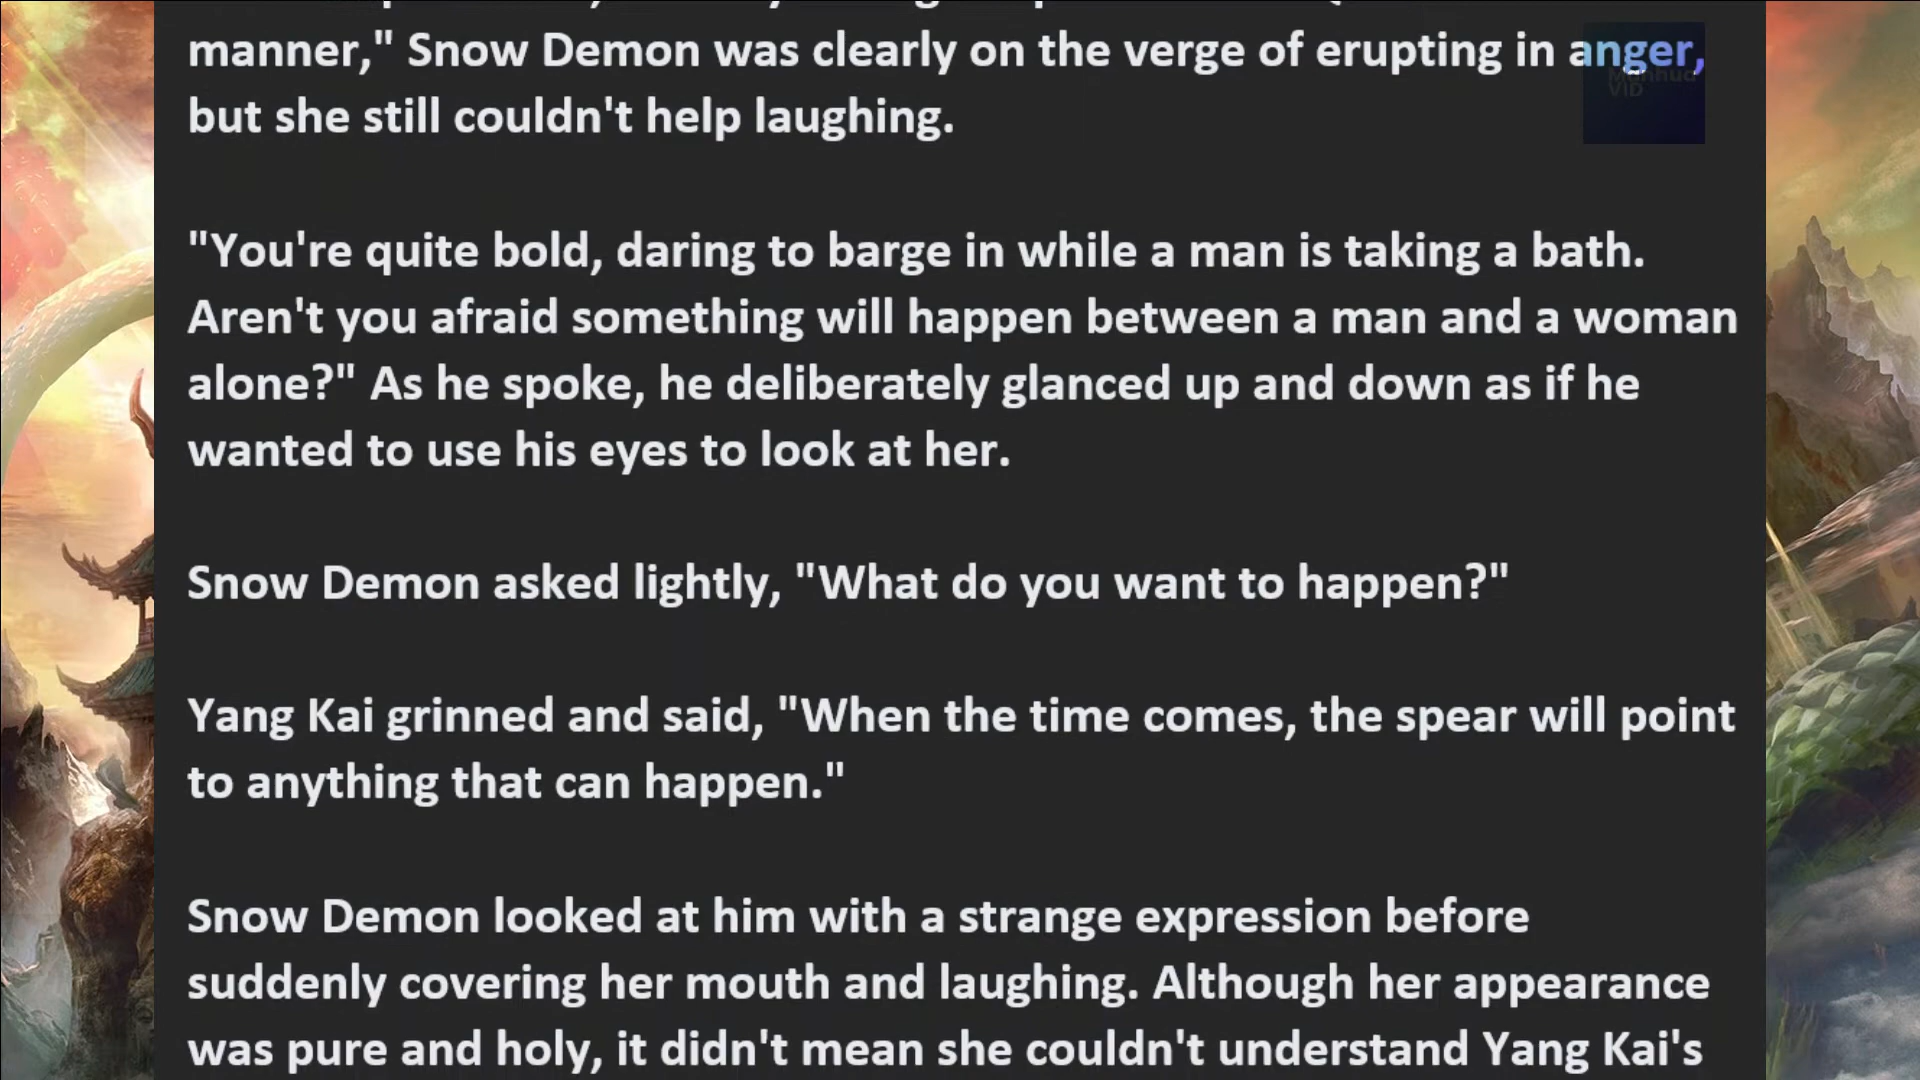 manner," Snow Demon was clearly on the verge of erupting in anger,
Manhua
VID
but she still couldn't help laughing.
"You're quite bold, daring to barge in while a man is taking a bath.
Aren't you afraid something will happen between a man and a woman
alone?" As he spoke, he deliberately glanced up and down as if he
wanted to use his eyes to look at her.
Snow Demon asked lightly, "What do you want to happen?"
Yang Kai grinned and said, "When the time comes, the spear will point
to anything that can happen."
Snow Demon looked at him with a strange expression before
suddenly covering her mouth and laughing. Although her appearance
was pure and holy, it didn't mean she couldn't understand Yang Kai's